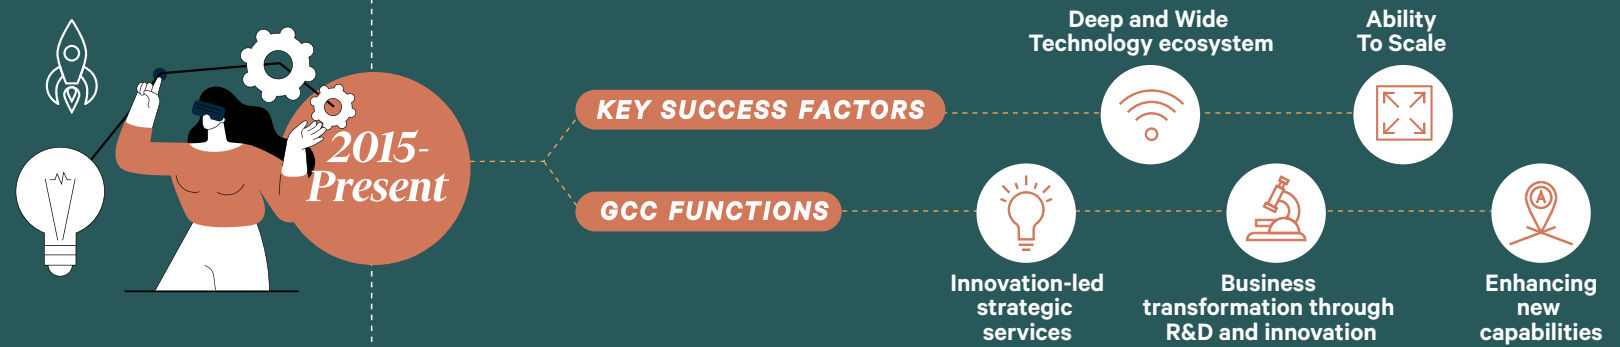 2015-
Present
KEY SUCCESS FACTORS
Deep and Wide
Technology ecosystem
Ability
To Scale
GCC FUNCTIONS
Innovation-led
strategic
services
Business
transformation through
R&D and innovation
A
Enhancing
new
capabilities